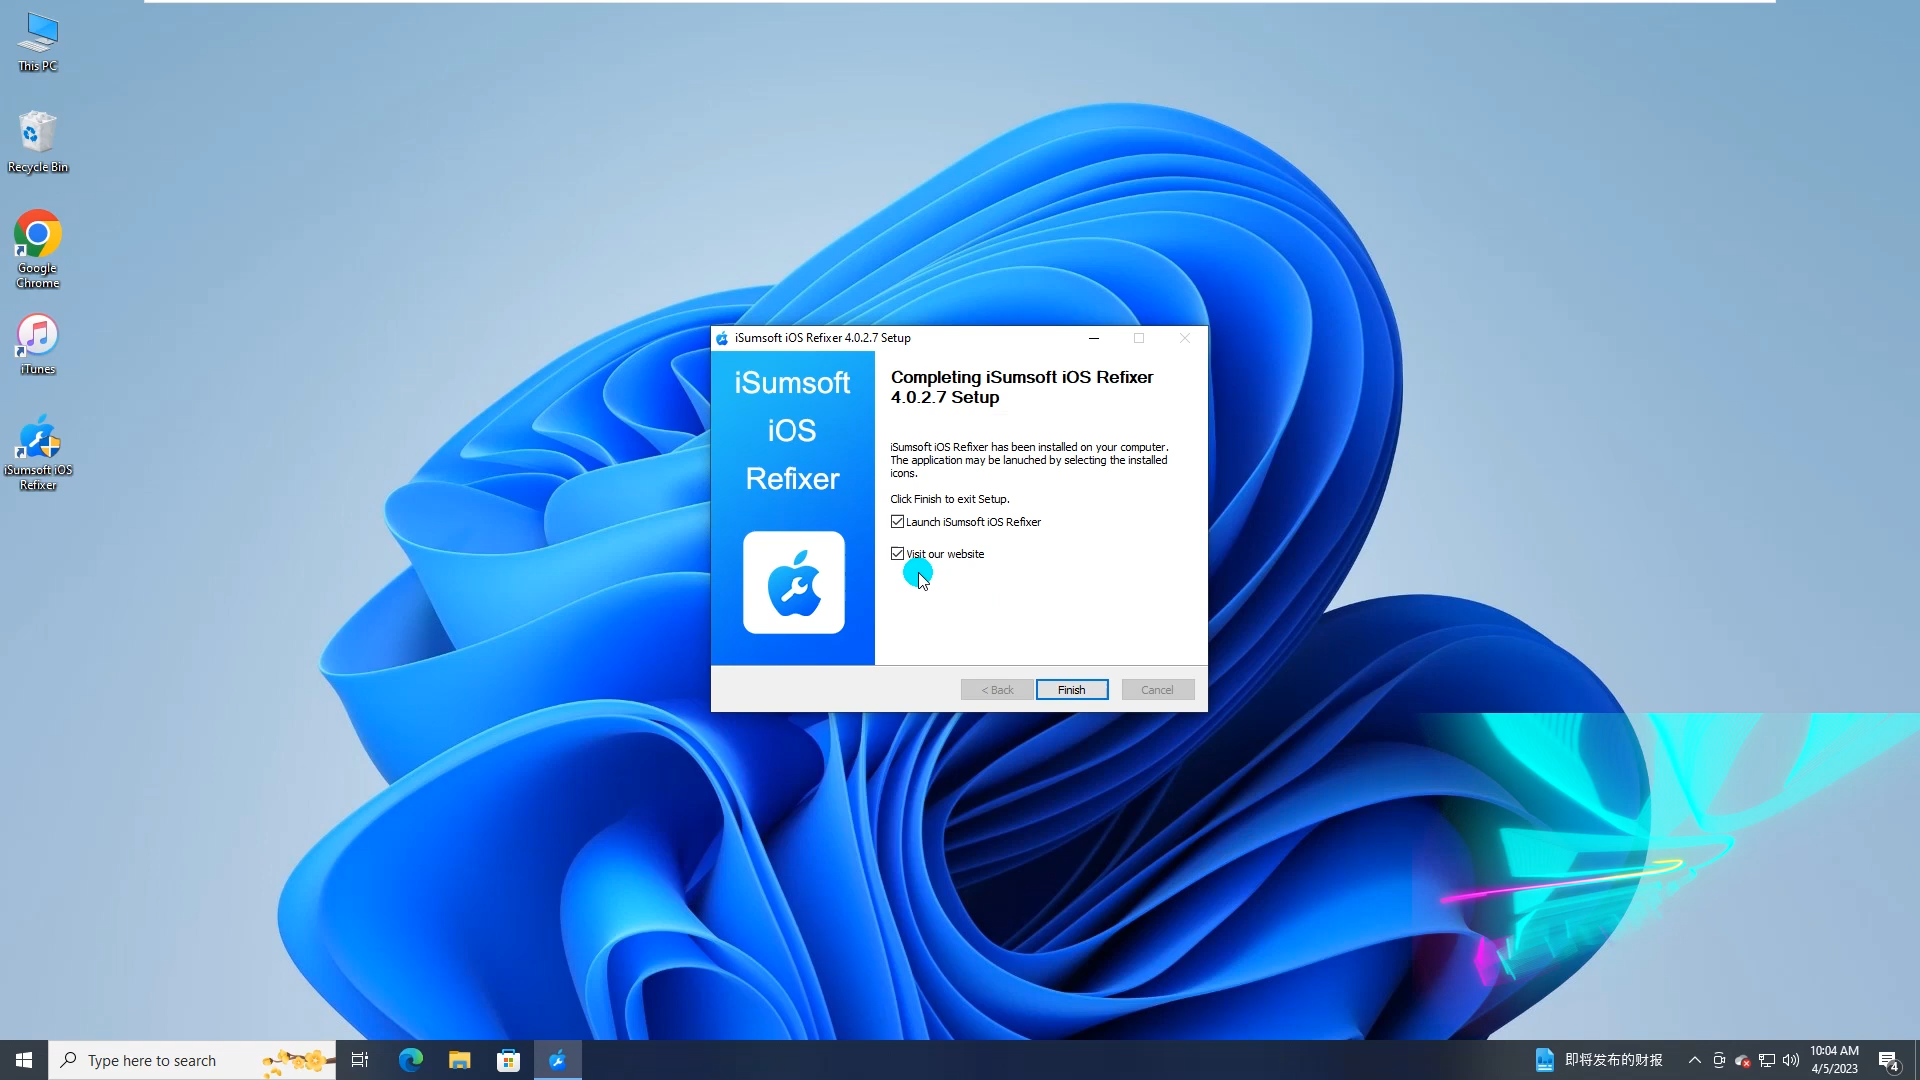 This PC
Recycle Bin
Google
Chrome
iTunes
iSumsoft iOS
Refixer
iSumsoft iOS Refixer 4.0.2.7 Setup
iSumsoft
iOS
Refixer
Completing iSumsoft iOS Refixer
4.0.2.7 Setup
iSumsoft iOS Refixer has been installed on your computer.
The application may be lanuched by selecting the installed
icons.
Click Finish to exit Setup.
Launch iSumsoft iOS Refixer
Visit our website
< Back
Finish
Cancel
Type here to search
即将发布的财报
10:04 AM
4/5/2023
4